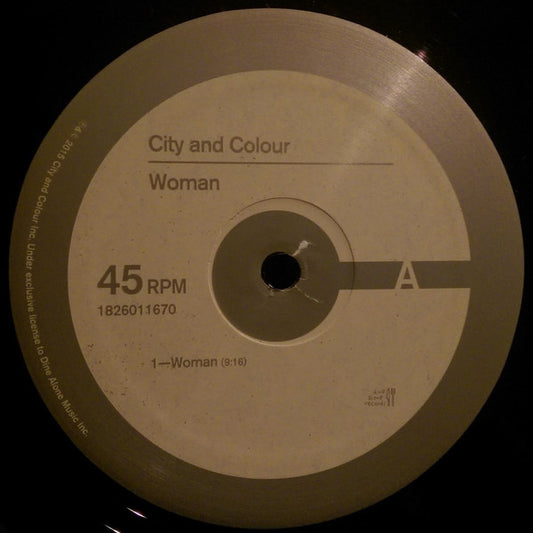 City and Colour
Woman
45 RPM
1826011670
A
1—Woman (9:16)
℗ & © 2015 City and Colour Inc. Under exclusive license to Dine Alone Music Inc.